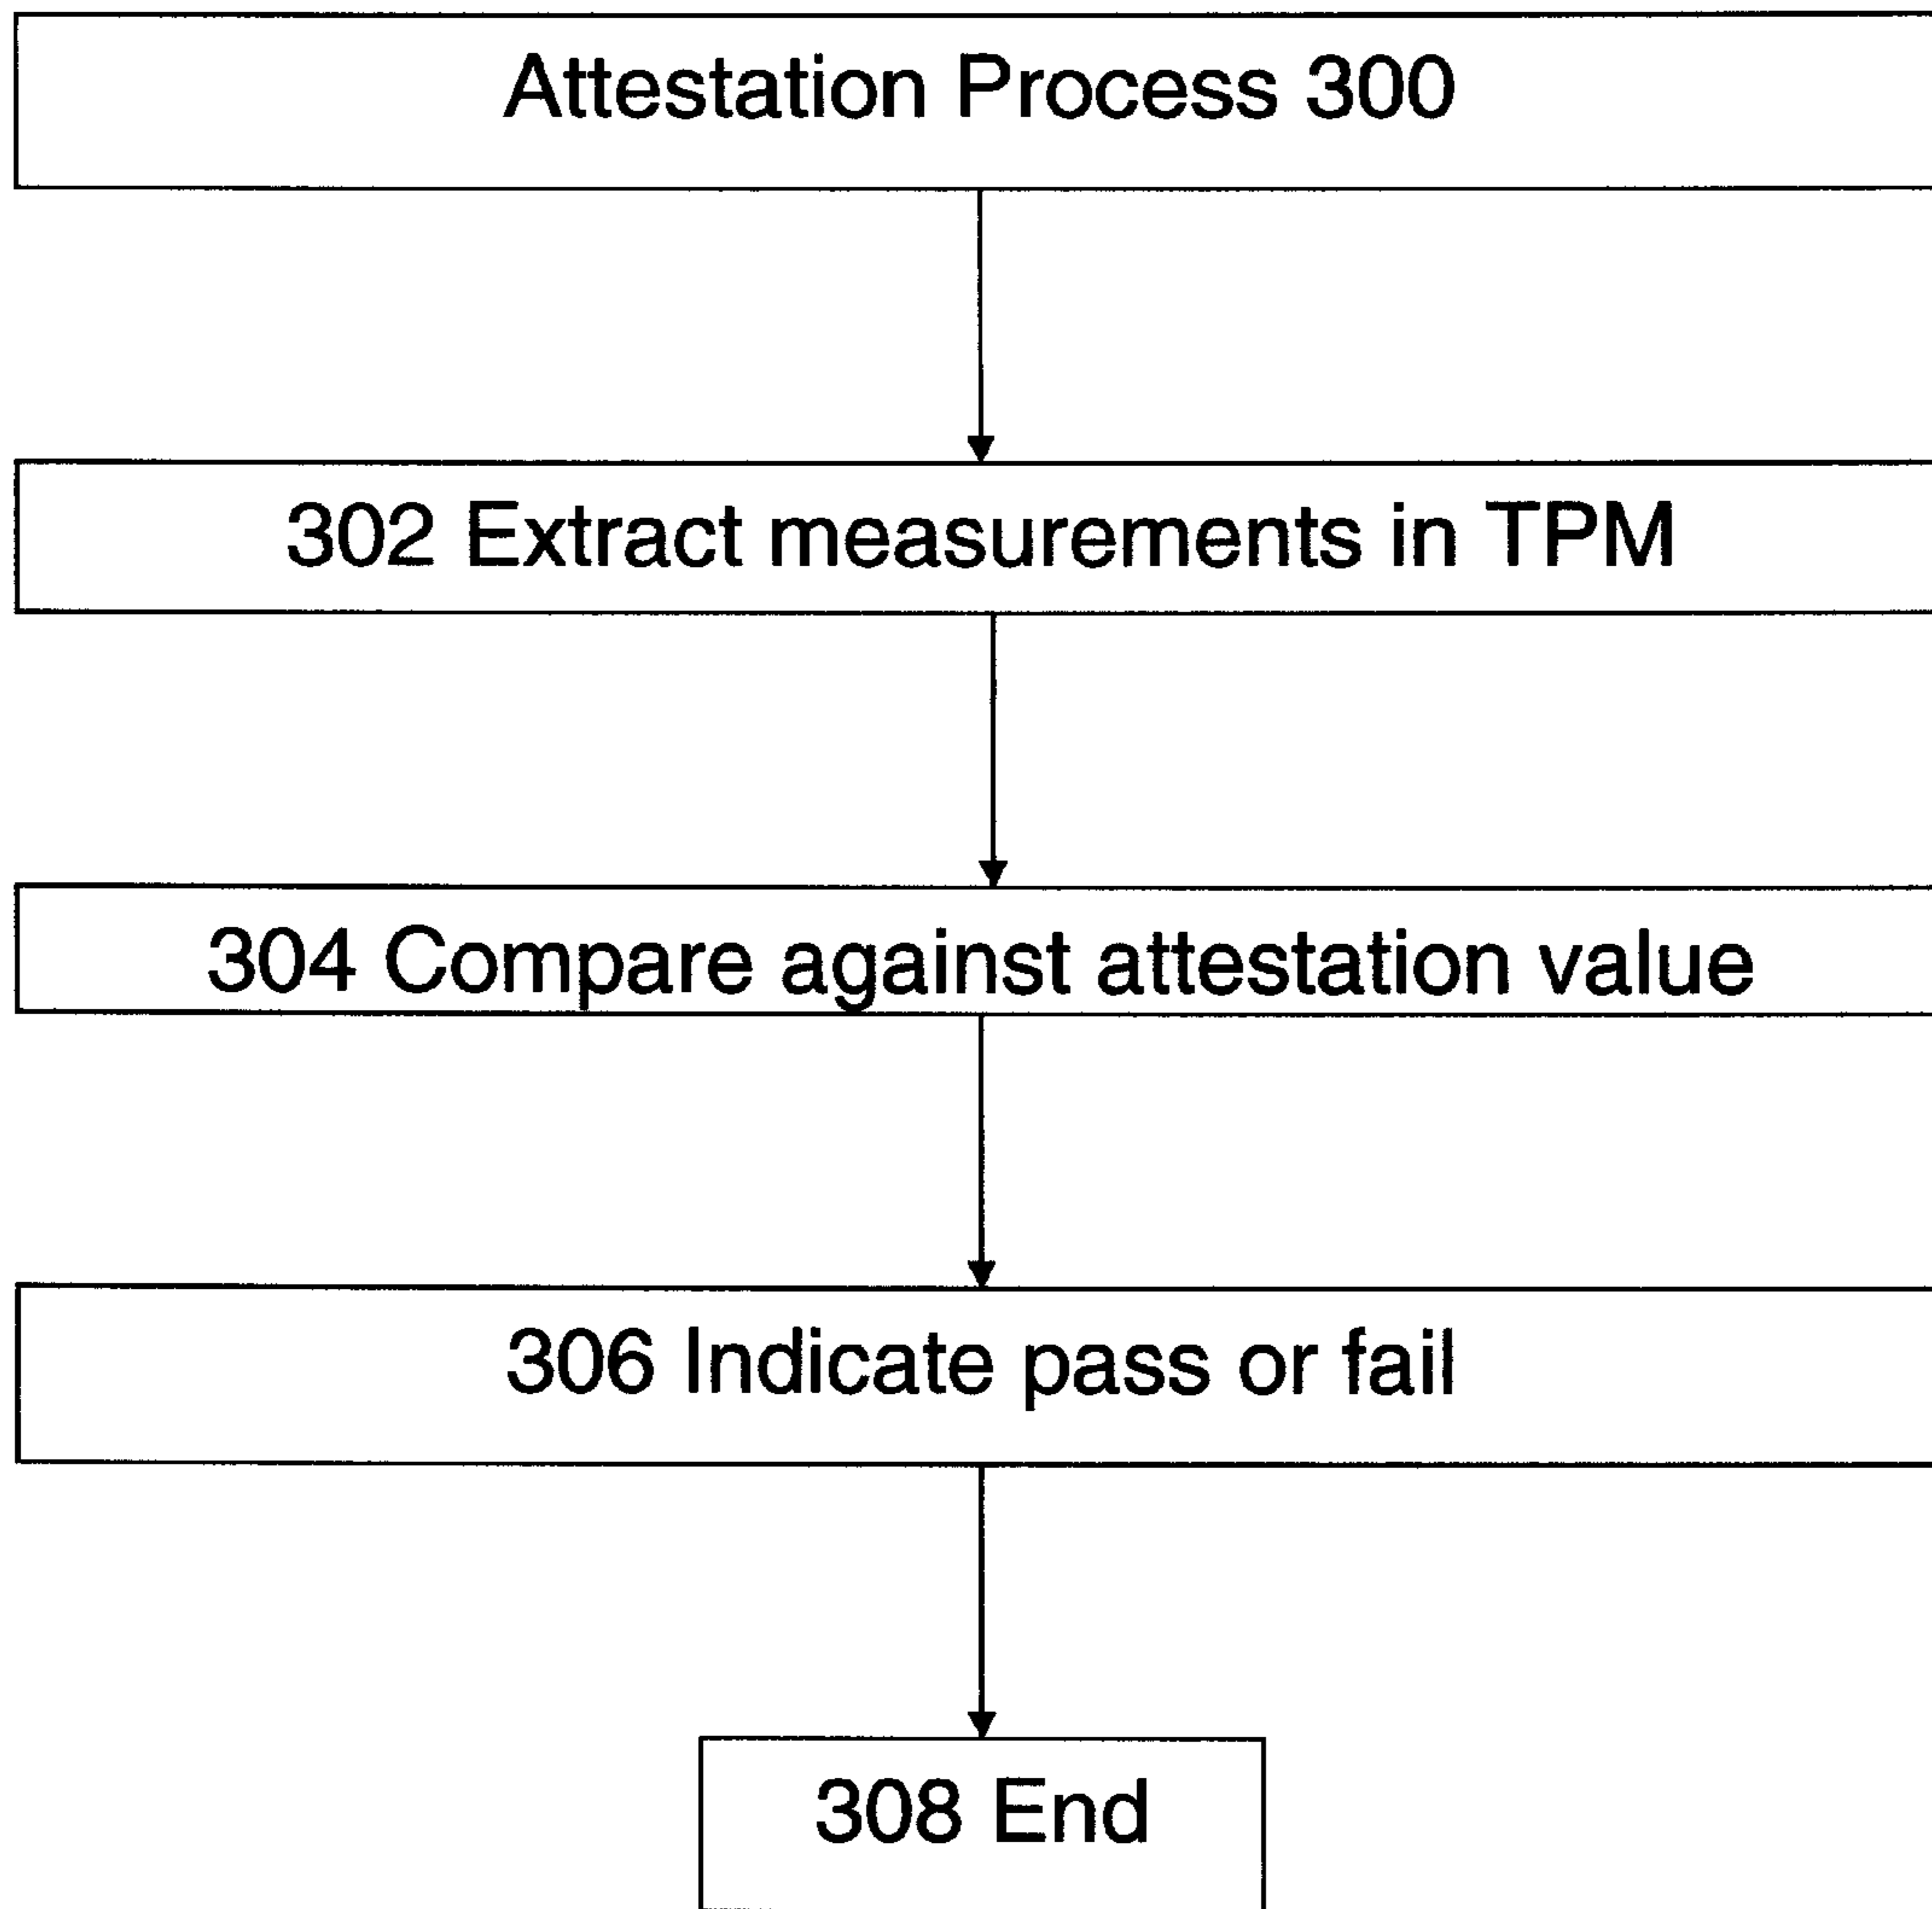 Attestation Process 300
302 Extract measurements in TPM
304 Compare against attestation value
306 Indicate pass or fail
308 End